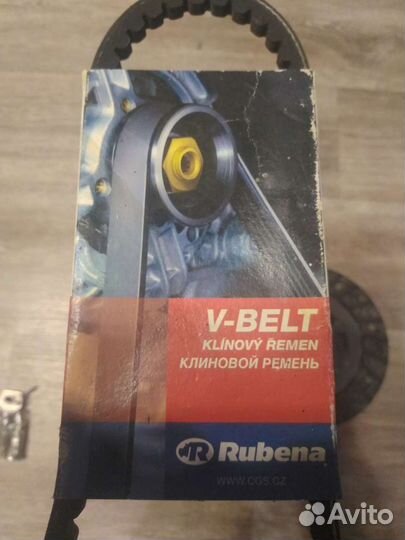 V-BELT
KLÍNOVÝ ŘEMEN
КЛИНОВОЙ РЕМЕНЬ
R Rubena
www.cgs.cz
Avito